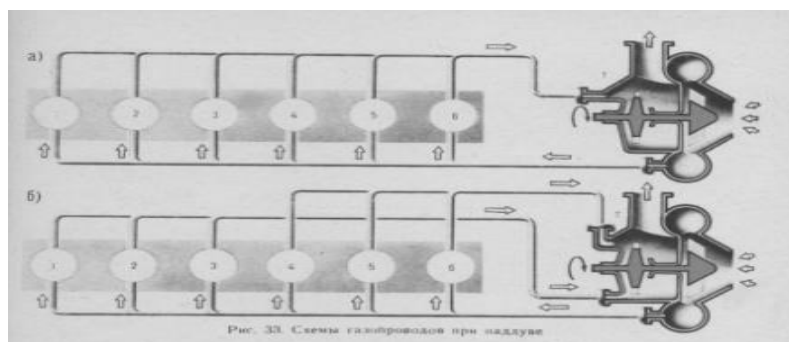 а)
1 2 3 4 5 6
б)
1 2 3 4 5 6
Рис. 33. Схемы газопроводов при наддуве